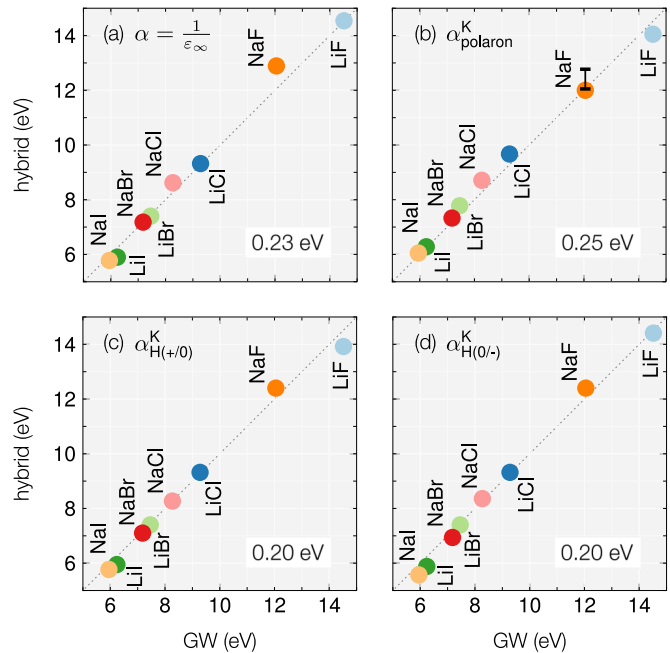 (a) α = 1/ε∞
NaF
LiF
NaCl
LiCl
NaBr
LiBr
NaI
LiI
0.23 eV
hybrid (eV)
14
12
10
8
6
(b) α^K_polaron
NaF
LiF
NaCl
LiCl
NaBr
LiBr
NaI
LiI
0.25 eV
(c) α^K_H(+/0)
NaF
LiF
NaCl
LiCl
NaBr
LiBr
NaI
LiI
0.20 eV
hybrid (eV)
14
12
10
8
6
6 8 10 12 14
GW (eV)
(d) α^K_H(0/-)
NaF
LiF
NaCl
LiCl
NaBr
LiBr
NaI
LiI
0.20 eV
6 8 10 12 14
GW (eV)